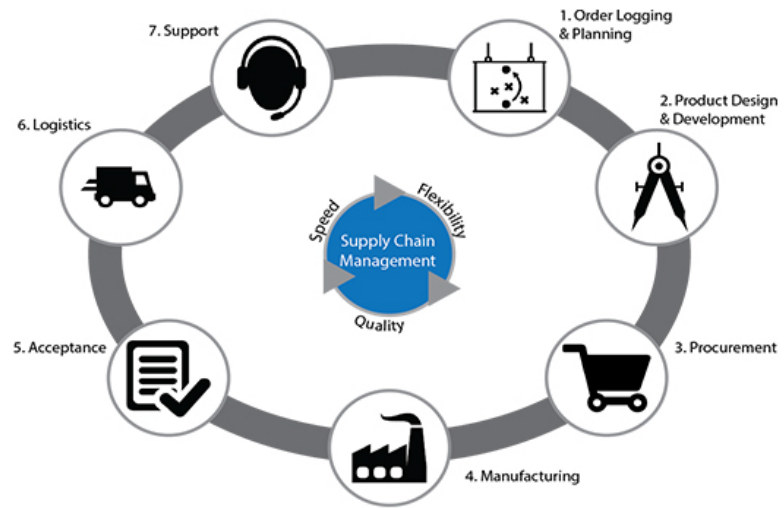 1. Order Logging
& Planning
2. Product Design
& Development
3. Procurement
4. Manufacturing
5. Acceptance
6. Logistics
7. Support
Speed
Flexibility
Quality
Supply Chain
Management